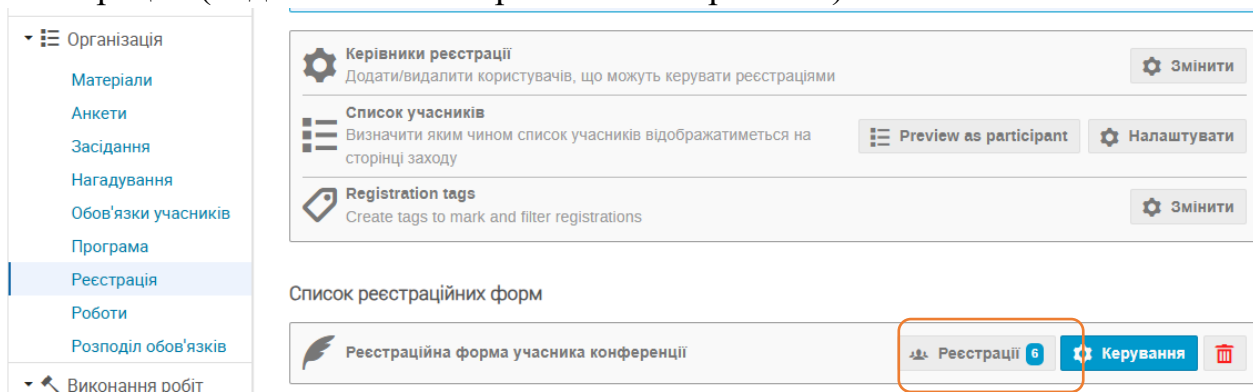 Організація
Матеріали
Анкети
Засідання
Нагадування
Обов'язки учасників
Програма
Реєстрація
Роботи
Розподіл обов'язків
Виконання робіт
Керівники реєстрації
Додати/видалити користувачів, що можуть керувати реєстраціями
Змінити
Список учасників
Визначити яким чином список учасників відображатиметься на
сторінці заходу
Preview as participant
Налаштувати
Registration tags
Create tags to mark and filter registrations
Змінити
Список реєстраційних форм
Реєстраційна форма учасника конференції
Реєстрації 6
Керування